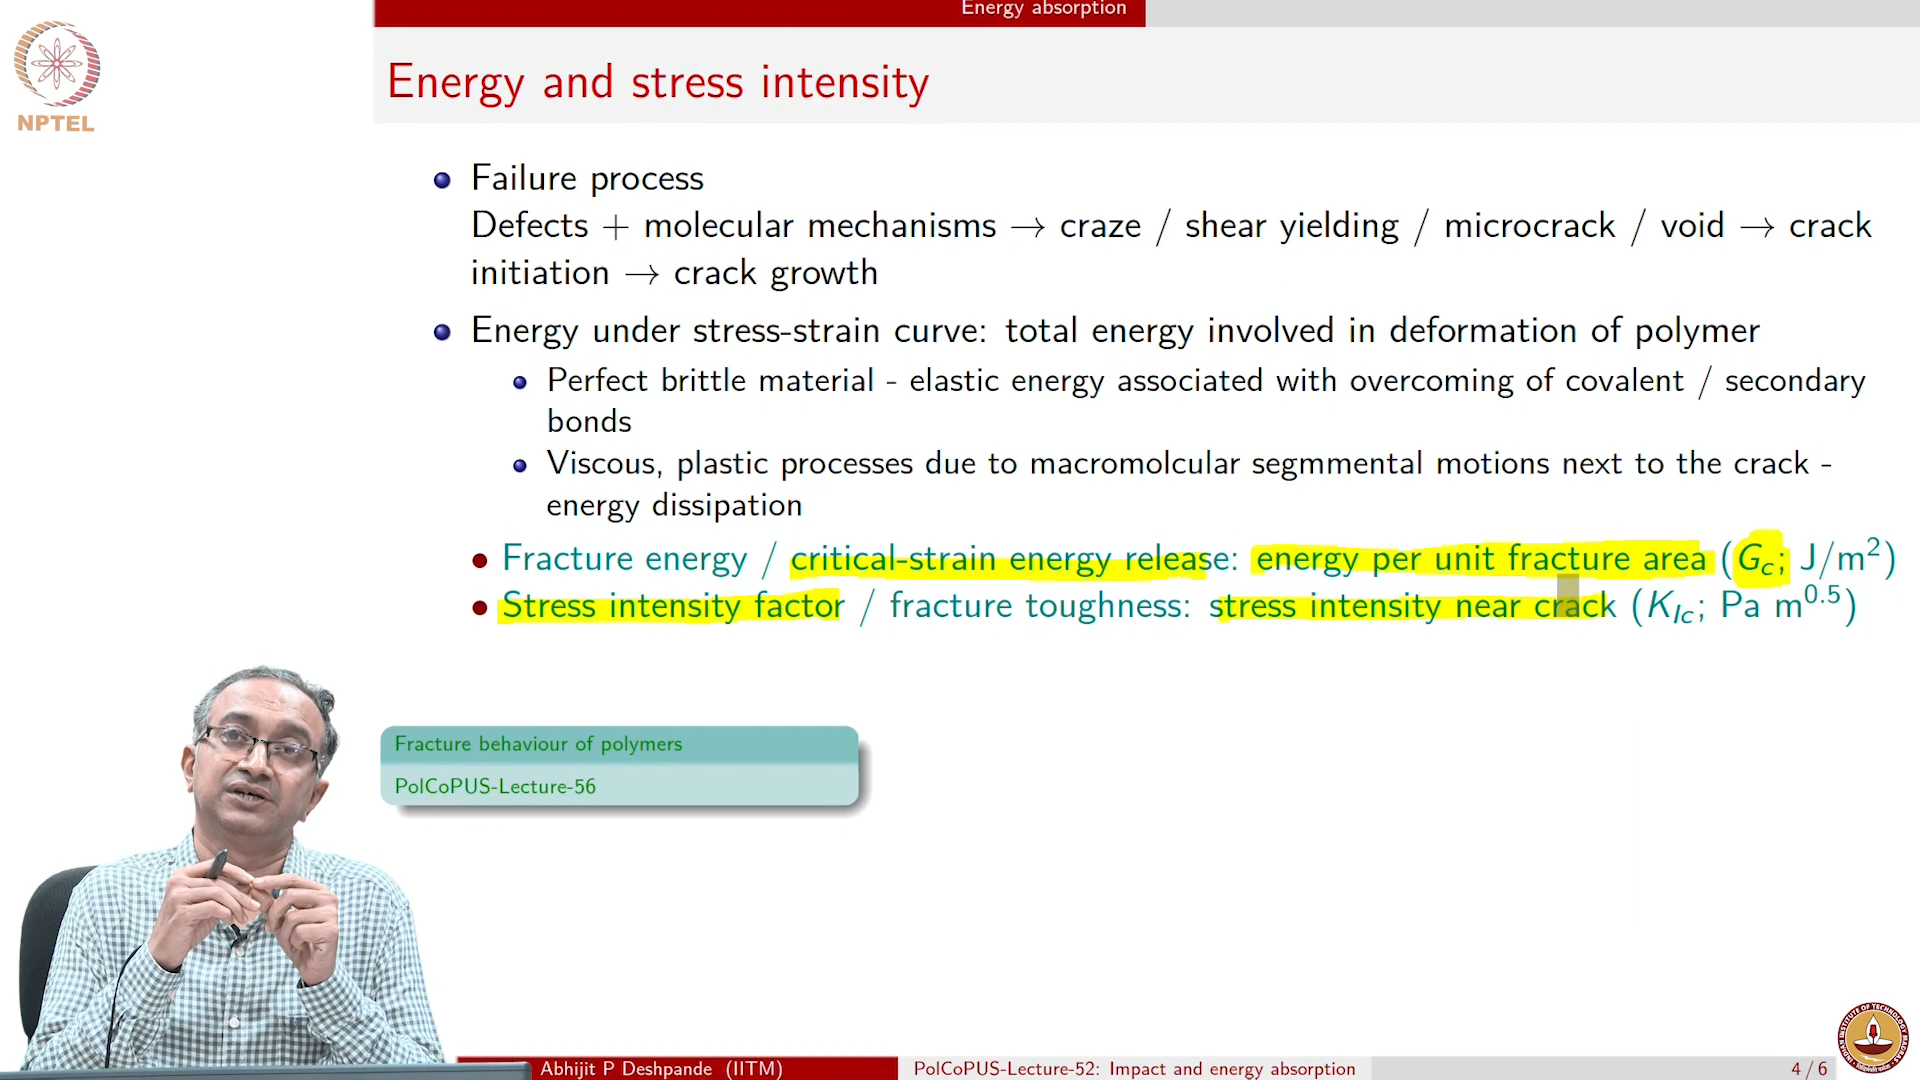 Energy absorption
NPTEL
Energy and stress intensity
Failure process
Defects + molecular mechanisms → craze / shear yielding / microcrack / void → crack
initiation → crack growth
Energy under stress-strain curve: total energy involved in deformation of polymer
Perfect brittle material - elastic energy associated with overcoming of covalent / secondary
bonds
Viscous, plastic processes due to macromolcular segmmental motions next to the crack -
energy dissipation
Fracture energy / critical-strain energy release: energy per unit fracture area (G_c; J/m²)
Stress intensity factor / fracture toughness: stress intensity near crack (K_Ic; Pa m^0.5)
Fracture behaviour of polymers
PolCoPUS-Lecture-56
Abhijit P Deshpande (IITM)
PolCoPUS-Lecture-52: Impact and energy absorption
4 / 6